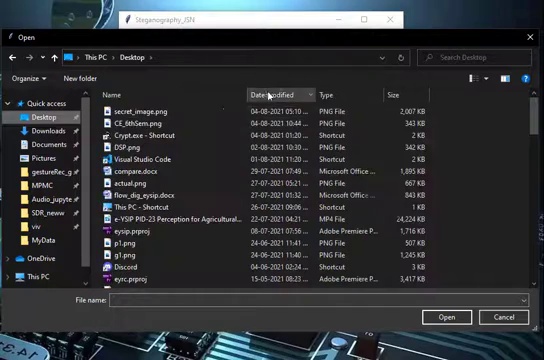 Steganography_JSN
Open
This PC > Desktop >
Search Desktop
Organize
New folder
Name Date modified Type Size
Quick access
Desktop
Downloads
Documents
Pictures
gestureRec_g
MPMC
Audio_jupyte
SDR_neww
viv
MyData
OneDrive
This PC
secret_image.png 04-08-2021 05:10 ... PNG File 2,007 KB
CE_6thSem.png 04-08-2021 10:44 ... PNG File 343 KB
Crypt.exe - Shortcut 04-08-2021 01:20 ... Shortcut 2 KB
DSP.png 02-08-2021 10:30 ... PNG File 342 KB
Visual Studio Code 01-08-2021 11:20 ... Shortcut 2 KB
compare.docx 29-07-2021 07:49 ... Microsoft Office ... 1,895 KB
actual.png 27-07-2021 05:21 ... PNG File 667 KB
flow_dig_eysip.docx 27-07-2021 01:32 ... Microsoft Office ... 843 KB
This PC - Shortcut 26-07-2021 09:06 ... Shortcut 1 KB
e-YSIP PID-23 Perception for Agricultural... 22-07-2021 04:21 ... MP4 File 24,224 KB
eysip.prproj 08-07-2021 07:56 ... Adobe Premiere P... 1,716 KB
p1.png 24-06-2021 11:41 ... PNG File 507 KB
g1.png 24-06-2021 11:40 ... PNG File 1,245 KB
Discord 04-06-2021 02:24 ... Shortcut 3 KB
eyrc.prproj 15-05-2021 08:23 ... Adobe Premiere P... 3,417 KB
File name:
Open Cancel